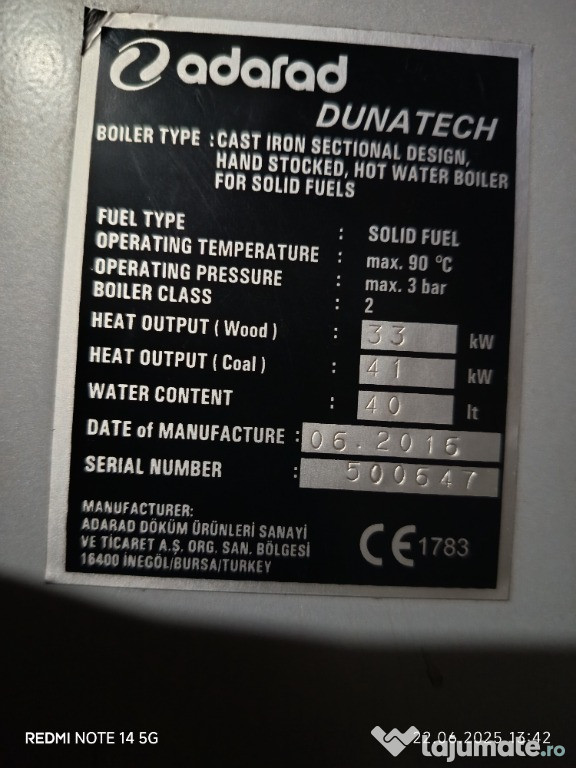 adarad
DUNATECH
BOILER TYPE : CAST IRON SECTIONAL DESIGN,
HAND STOCKED, HOT WATER BOILER
FOR SOLID FUELS
FUEL TYPE : SOLID FUEL
OPERATING TEMPERATURE : max. 90 °C
OPERATING PRESSURE : max. 3 bar
BOILER CLASS : 2
HEAT OUTPUT ( Wood ) : 33 kW
HEAT OUTPUT ( Coal ) : 41 kW
WATER CONTENT : 40 lt
DATE of MANUFACTURE : 06.2016
SERIAL NUMBER : 500647
MANUFACTURER:
ADARAD DÖKÜM ÜRÜNLERİ SANAYİ
VE TİCARET A.Ş. ORG. SAN. BÖLGESİ
16400 İNEGÖL/BURSA/TURKEY
CE 1783
REDMI NOTE 14 5G
22.06.2025 13:42
lajumate.ro